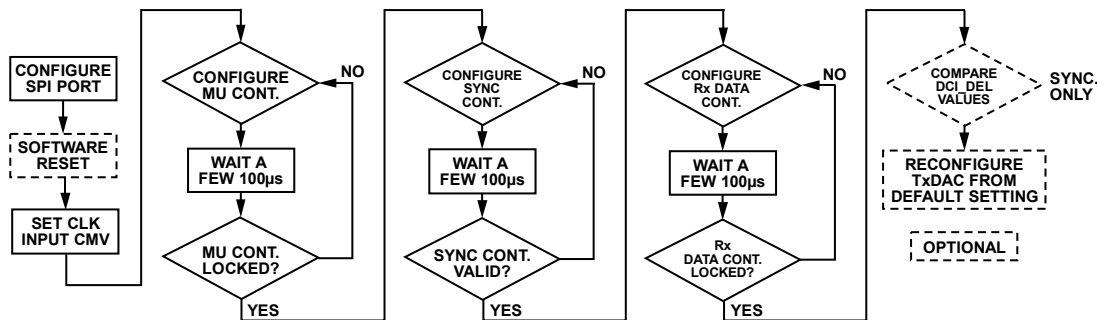 CONFIGURE
SPI PORT
SOFTWARE
RESET
SET CLK
INPUT CMV
CONFIGURE
MU CONT.
NO
WAIT A
FEW 100µs
MU CONT.
LOCKED?
YES
CONFIGURE
SYNC
CONT.
NO
WAIT A
FEW 100µs
SYNC CONT.
VALID?
YES
CONFIGURE
Rx DATA
CONT.
NO
WAIT A
FEW 100µs
Rx
DATA CONT.
LOCKED?
YES
COMPARE
DCI_DEL
VALUES
SYNC.
ONLY
RECONFIGURE
TxDAC FROM
DEFAULT SETTING
OPTIONAL